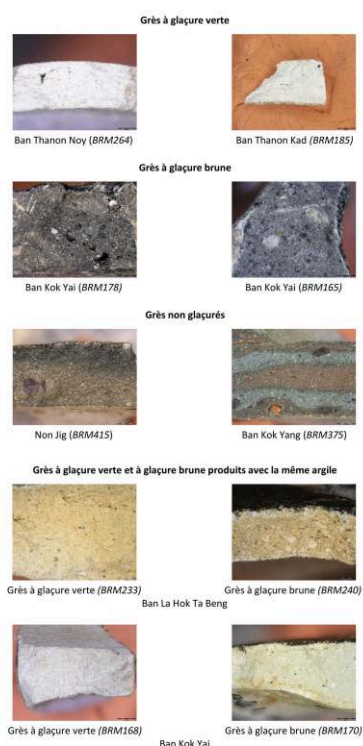 Grès à glaçure verte
Ban Thanon Noy (BRM264)
Ban Thanon Kad (BRM185)
Grès à glaçure brune
Ban Kok Yai (BRM178)
Ban Kok Yai (BRM165)
Grès non glaçurés
Non Jig (BRM415)
Ban Kok Yang (BRM375)
Grès à glaçure verte et à glaçure brune produits avec la même argile
Grès à glaçure verte (BRM233)
Grès à glaçure brune (BRM240)
Ban La Hok Ta Beng
Grès à glaçure verte (BRM168)
Grès à glaçure brune (BRM170)
Ban Kok Yai